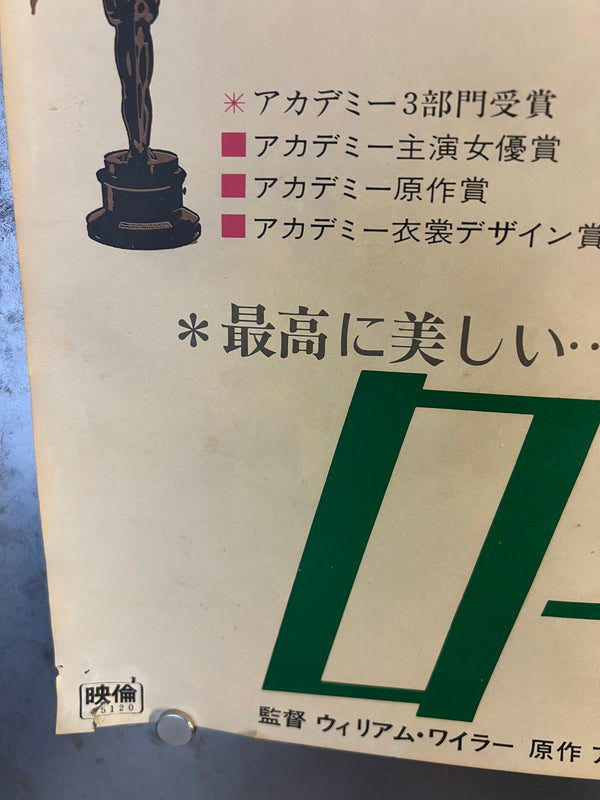 *アカデミー3部門受賞
■アカデミー主演女優賞
■アカデミー原作賞
■アカデミー衣裳デザイン賞
*最高に美しい‥
ロー
監督 ウィリアム・ワイラー 原作
映倫
5120